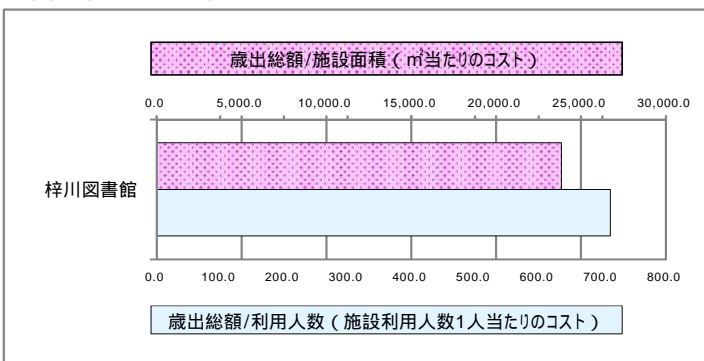 歳出総額/施設面積(㎡当たりのコスト)
0.0 5,000.0 10,000.0 15,000.0 20,000.0 25,000.0 30,000.0
梓川図書館
0.0 100.0 200.0 300.0 400.0 500.0 600.0 700.0 800.0
歳出総額/利用人数(施設利用人数1人当たりのコスト)